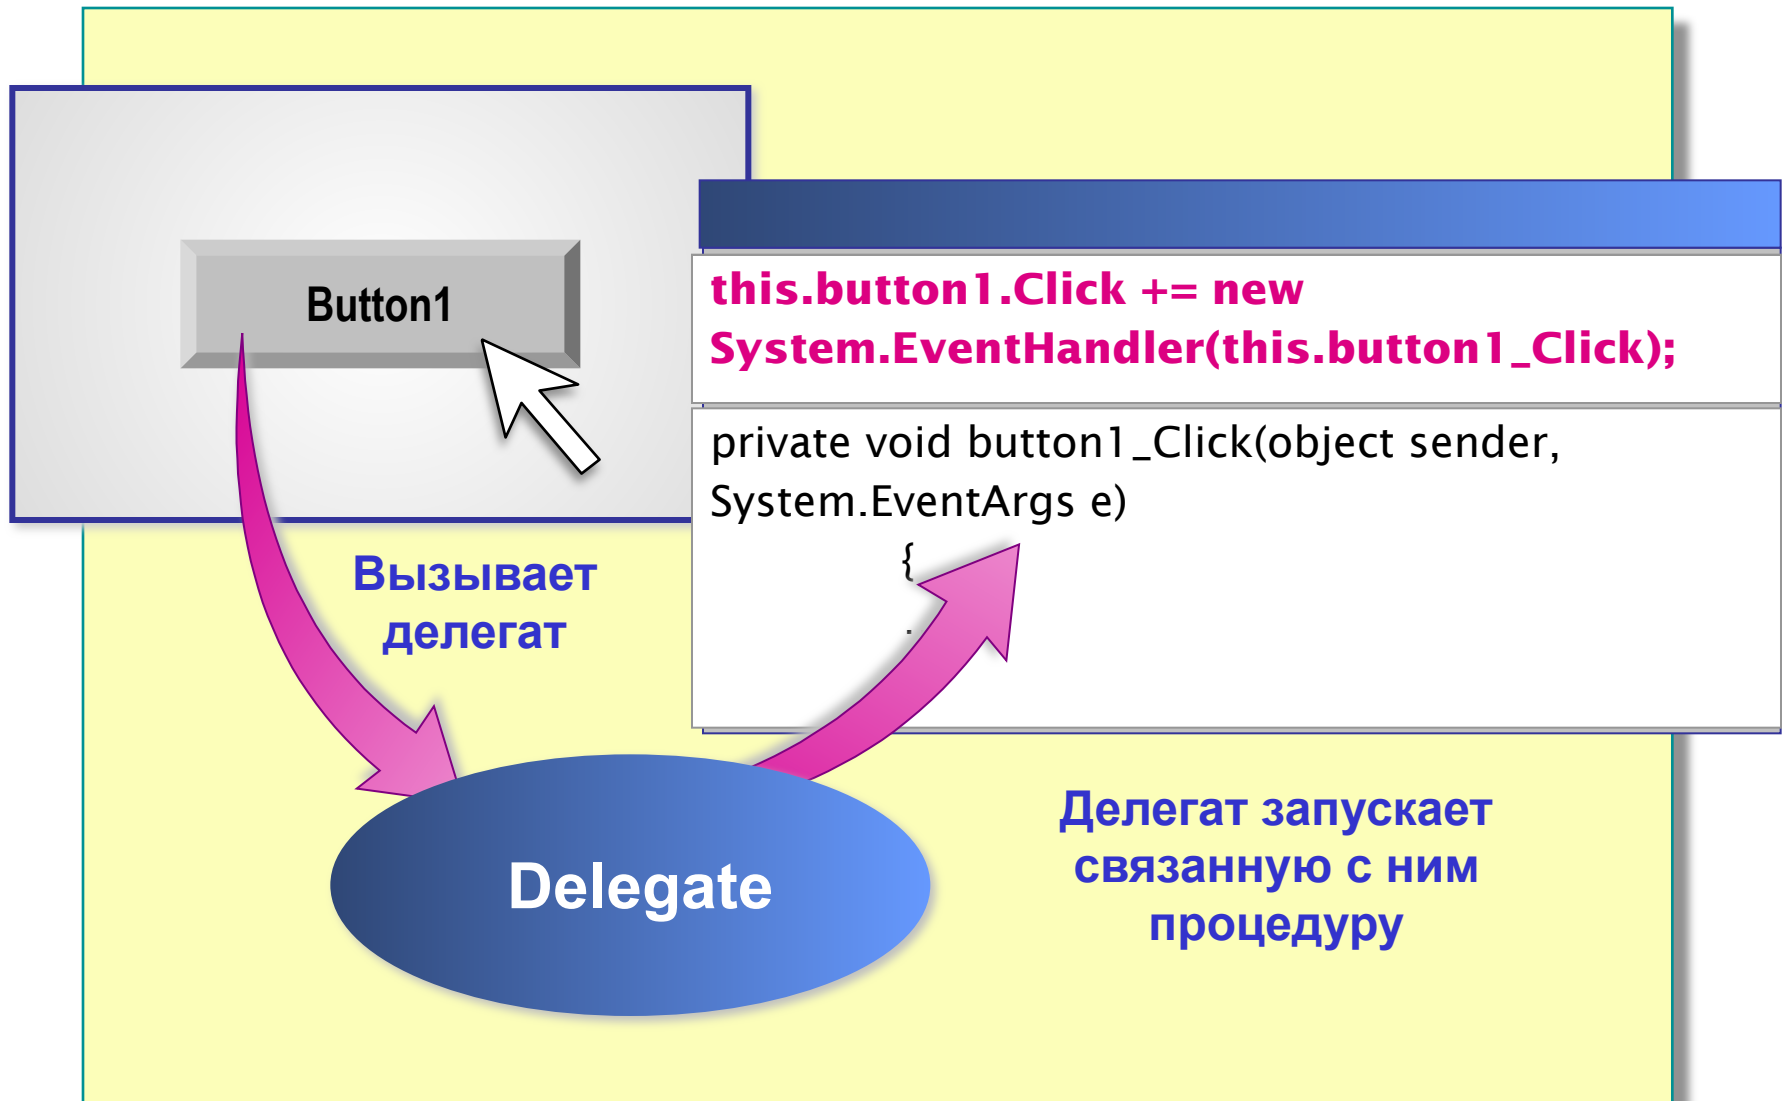 Button1
this.button1.Click += new
System.EventHandler(this.button1_Click);
private void button1_Click(object sender,
System.EventArgs e)
{
.
Вызывает
делегат
Delegate
Делегат запускает
связанную с ним
процедуру